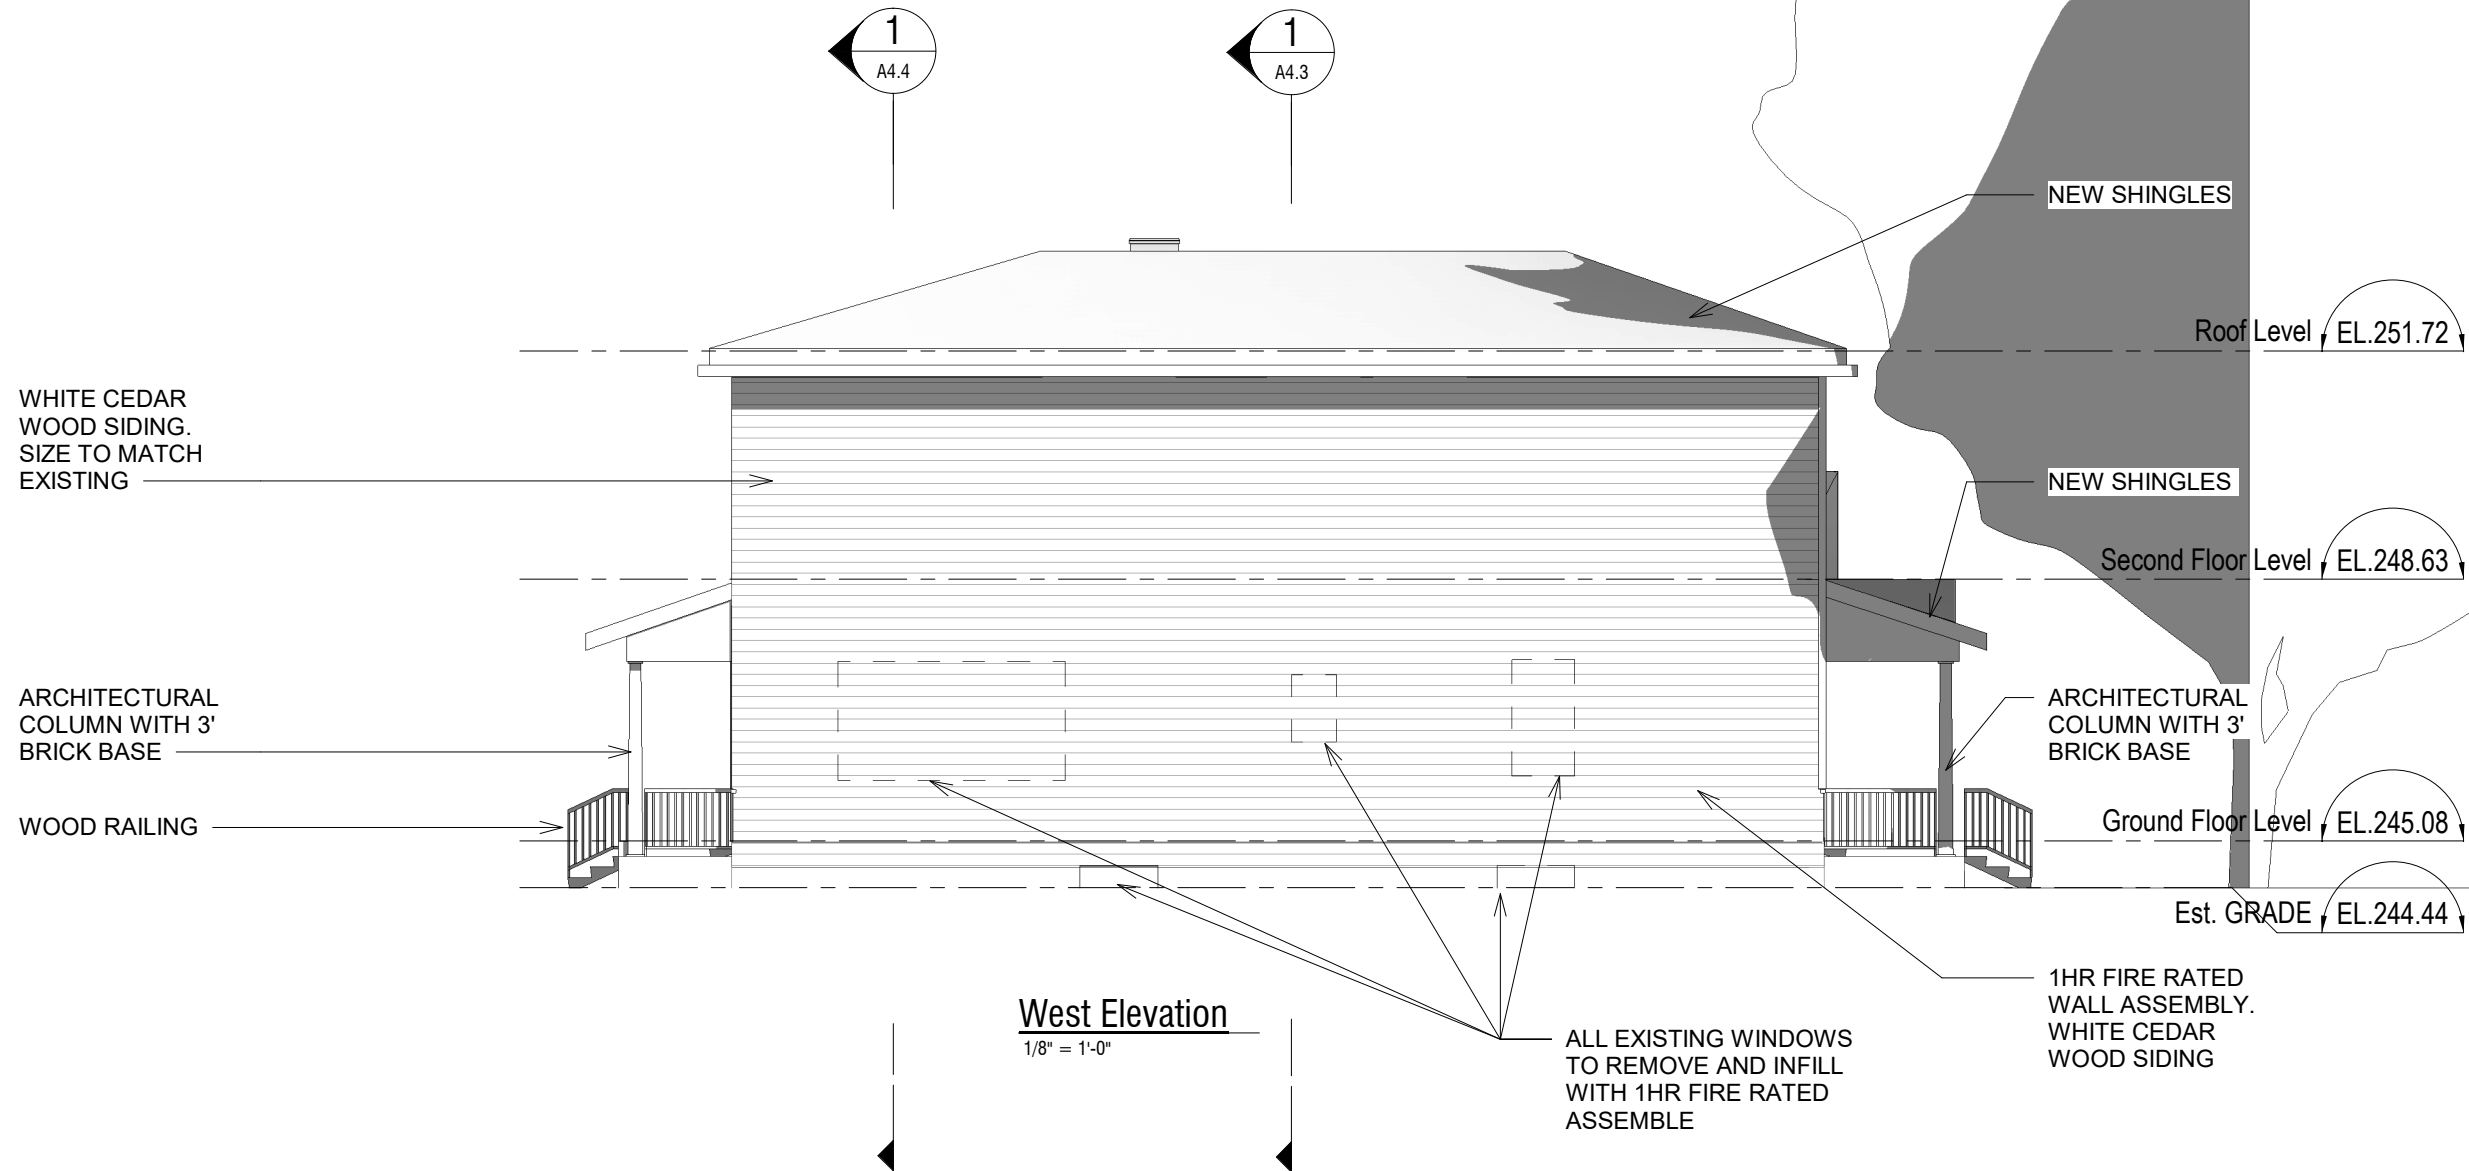 1
A4.4
1
A4.3
NEW SHINGLES
Roof Level EL.251.72
WHITE CEDAR
WOOD SIDING.
SIZE TO MATCH
EXISTING
NEW SHINGLES
Second Floor Level EL.248.63
ARCHITECTURAL
COLUMN WITH 3'
BRICK BASE
ARCHITECTURAL
COLUMN WITH 3'
BRICK BASE
WOOD RAILING
Ground Floor Level EL.245.08
Est. GRADE EL.244.44
1HR FIRE RATED
WALL ASSEMBLY.
WHITE CEDAR
WOOD SIDING
West Elevation
1/8" = 1'-0"
ALL EXISTING WINDOWS
TO REMOVE AND INFILL
WITH 1HR FIRE RATED
ASSEMBLE